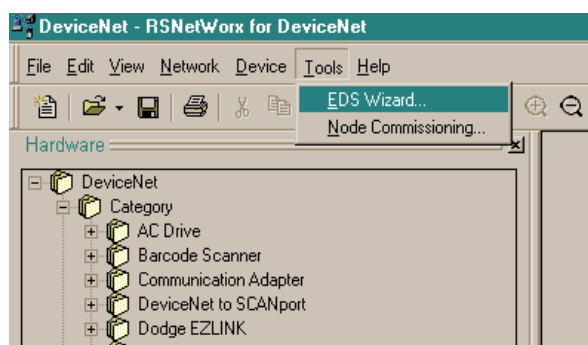 DeviceNet - RSNetWorx for DeviceNet
File Edit View Network Device Tools Help
EDS Wizard...
Node Commissioning...
Hardware
DeviceNet
Category
AC Drive
Barcode Scanner
Communication Adapter
DeviceNet to SCANport
Dodge EZLINK